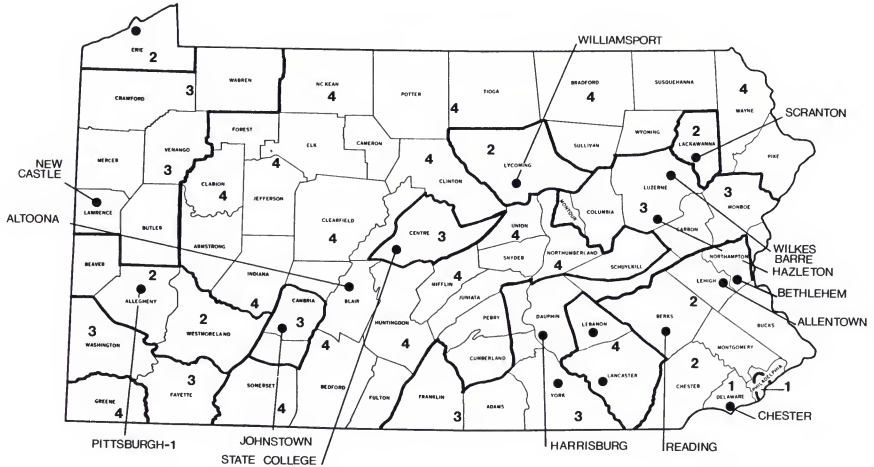 WILLIAMSPORT
ERIE
2
WARREN
MC KEAN
4
POTTER
4
TIOGA
BRADFORD
4
SUSQUEHANNA
4
WAYNE
CRAWFORD
3
SCRANTON
FOREST
ELK
CAMERON
4
4
CLINTON
2
LYCOMING
SULLIVAN
WYOMING
2
LACKAWANNA
PIKE
MERCER
VENANGO
3
NEW
CASTLE
CLARION
4
JEFFERSON
LUZERNE
3
3
MONROE
LAWRENCE
BUTLER
ALTOONA
CLEARFIELD
4
CENTRE
3
UNION
4
MONTOUR
COLUMBIA
CARBON
SNYDER
NORTHUMBERLAND
4
SCHUYLKILL
WILKES
BARRE
HAZLETON
NORTHAMPTON
BETHLEHEM
LEHIGH
ALLENTOWN
ARMSTRONG
BEAVER
2
ALLEGHENY
INDIANA
4
CAMBRIA
3
BLAIR
MIFFLIN
4
JUNIATA
HUNTINGDON
4
PERRY
DAUPHIN
LEBANON
4
BERKS
2
BUCKS
MONTGOMERY
3
WASHINGTON
2
WESTMORELAND
4
CUMBERLAND
LANCASTER
2
CHESTER
1
DELAWARE
PHILADELPHIA
1
GREENE
4
3
FAYETTE
SOMERSET
4
BEDFORD
FULTON
FRANKLIN
3
ADAMS
YORK
3
CHESTER
PITTSBURGH-1
JOHNSTOWN
STATE COLLEGE
HARRISBURG
READING